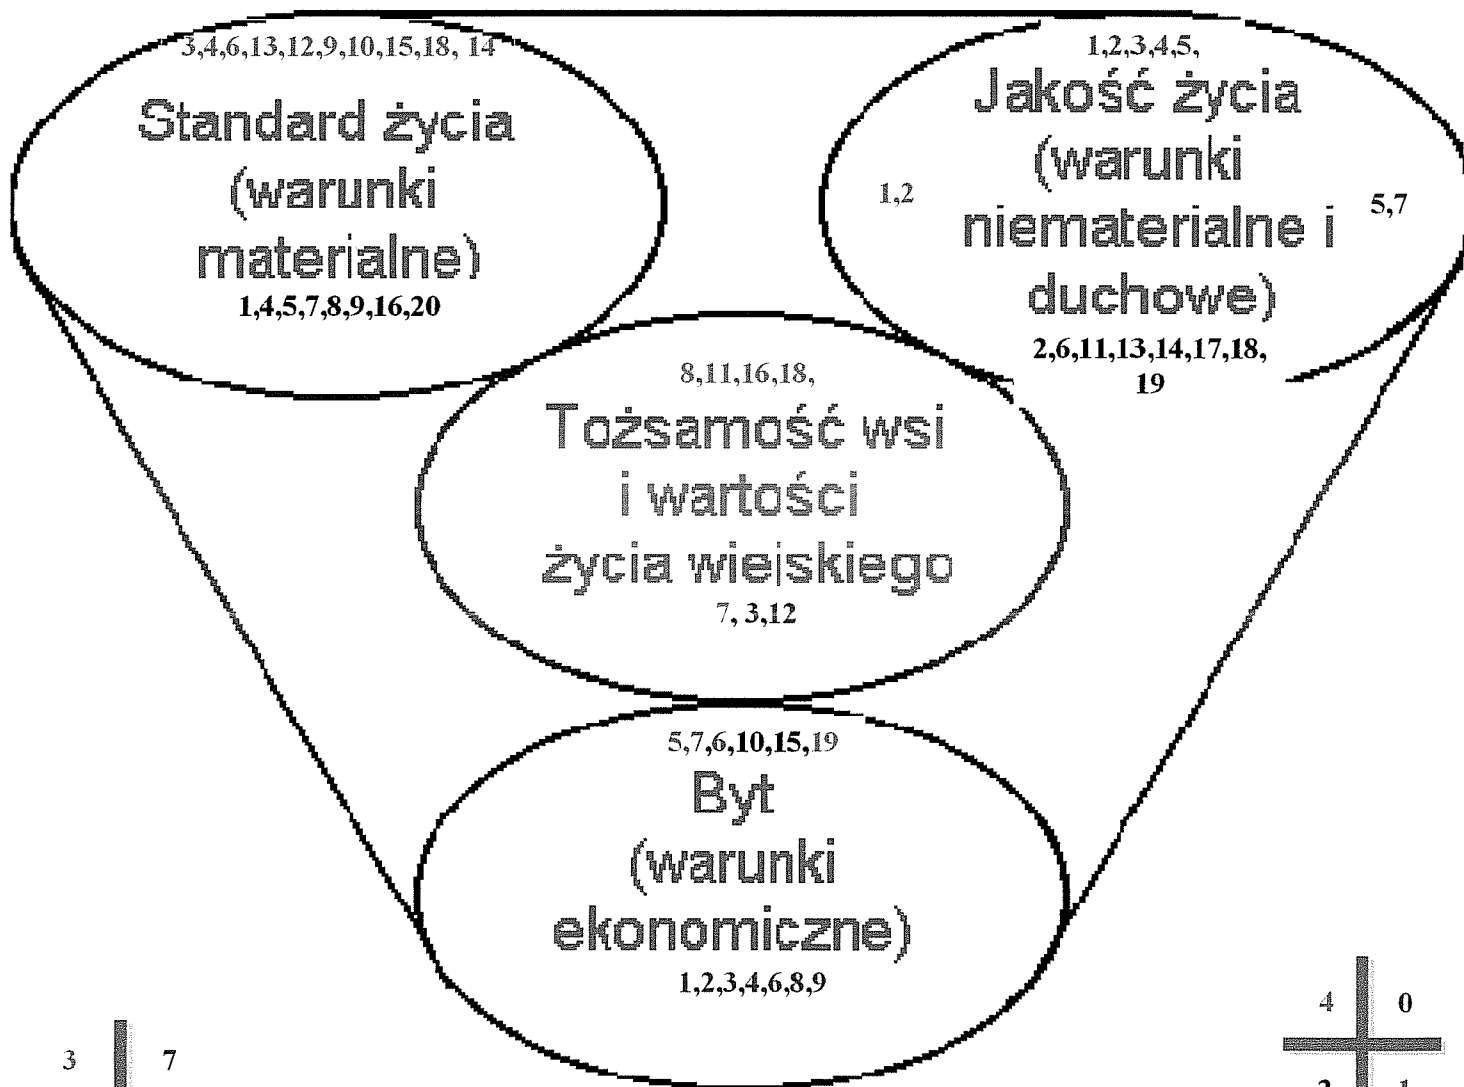 3,4,6,13,12,9,10,15,18, 14
Standard życia
(warunki
materialne)
1,4,5,7,8,9,16,20
1,2,3,4,5,
Jakość życia
(warunki
niematerialne i
duchowe)
1,2
5,7
2,6,11,13,14,17,18,
19
8,11,16,18,
Tożsamość wsi
i wartości
życia wiejskiego
7, 3,12
5,7,6,10,15,19
Byt
(warunki
ekonomiczne)
1,2,3,4,6,8,9
3 7
4 0